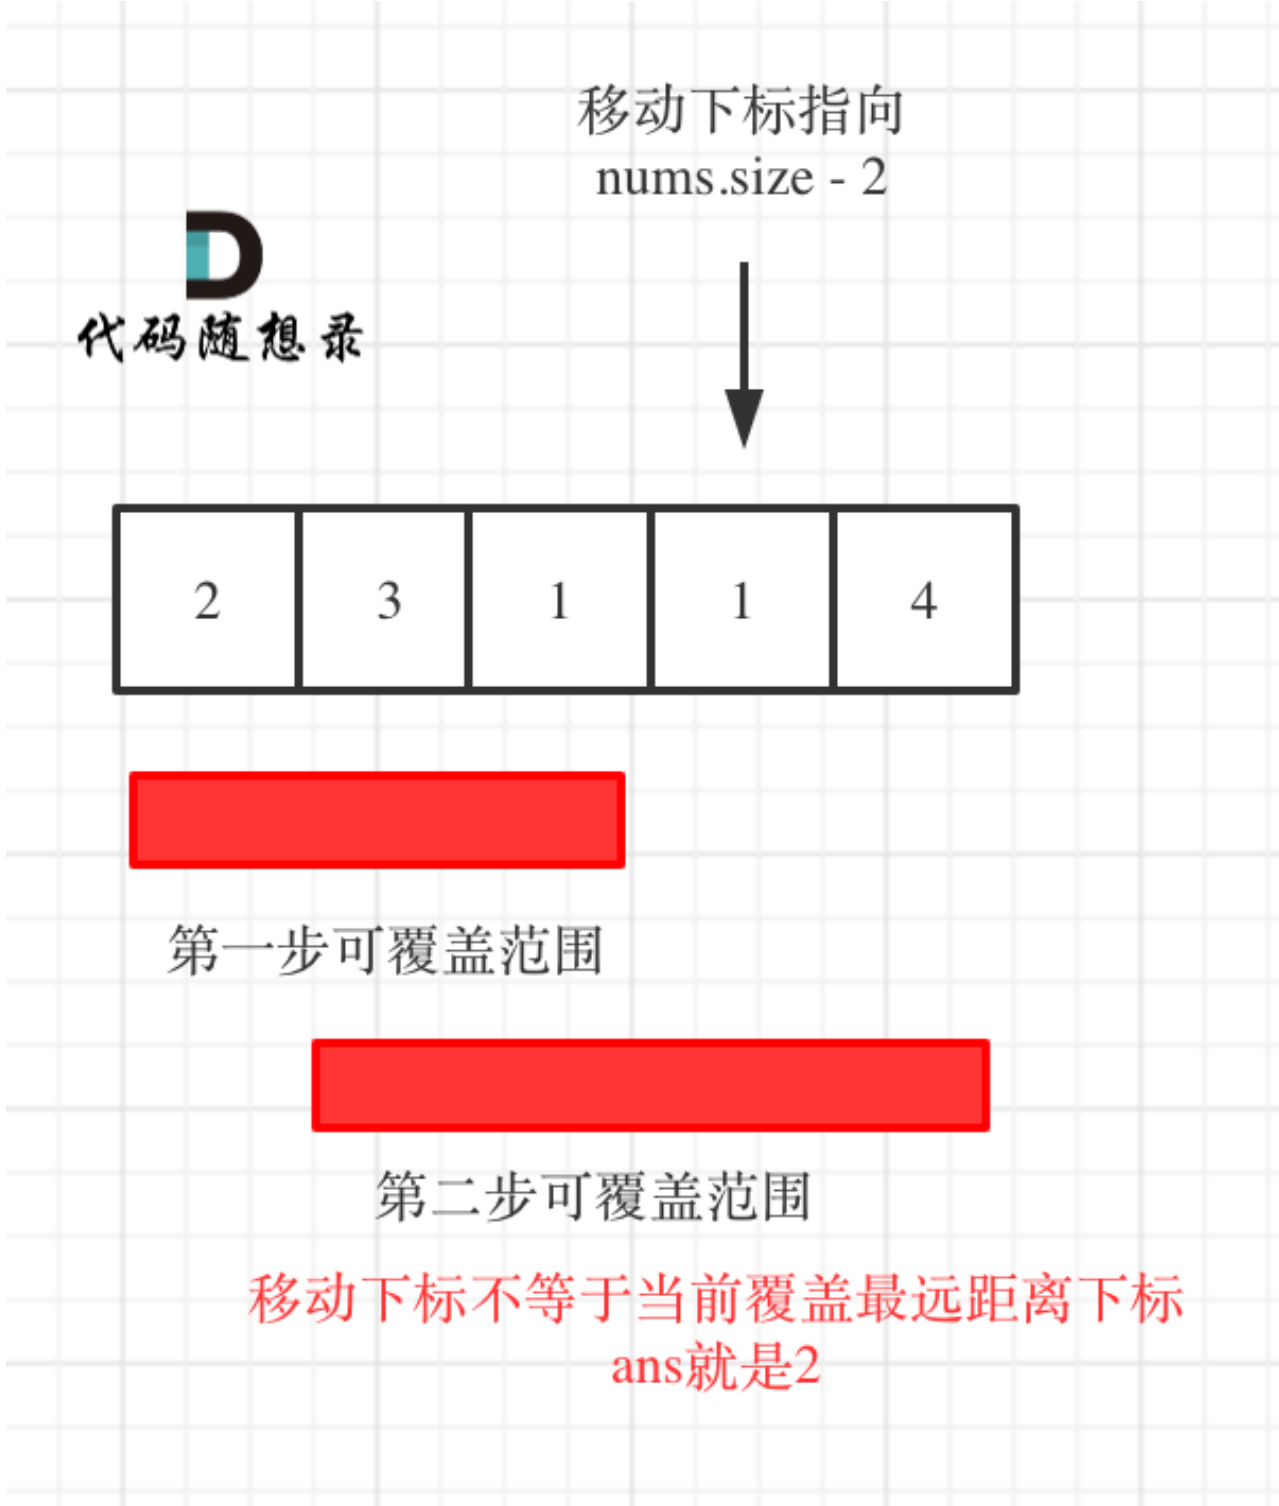 移动下标指向
nums.size - 2
代码随想录
2 3 1 1 4
第一步可覆盖范围
第二步可覆盖范围
移动下标不等于当前覆盖最远距离下标
ans就是2